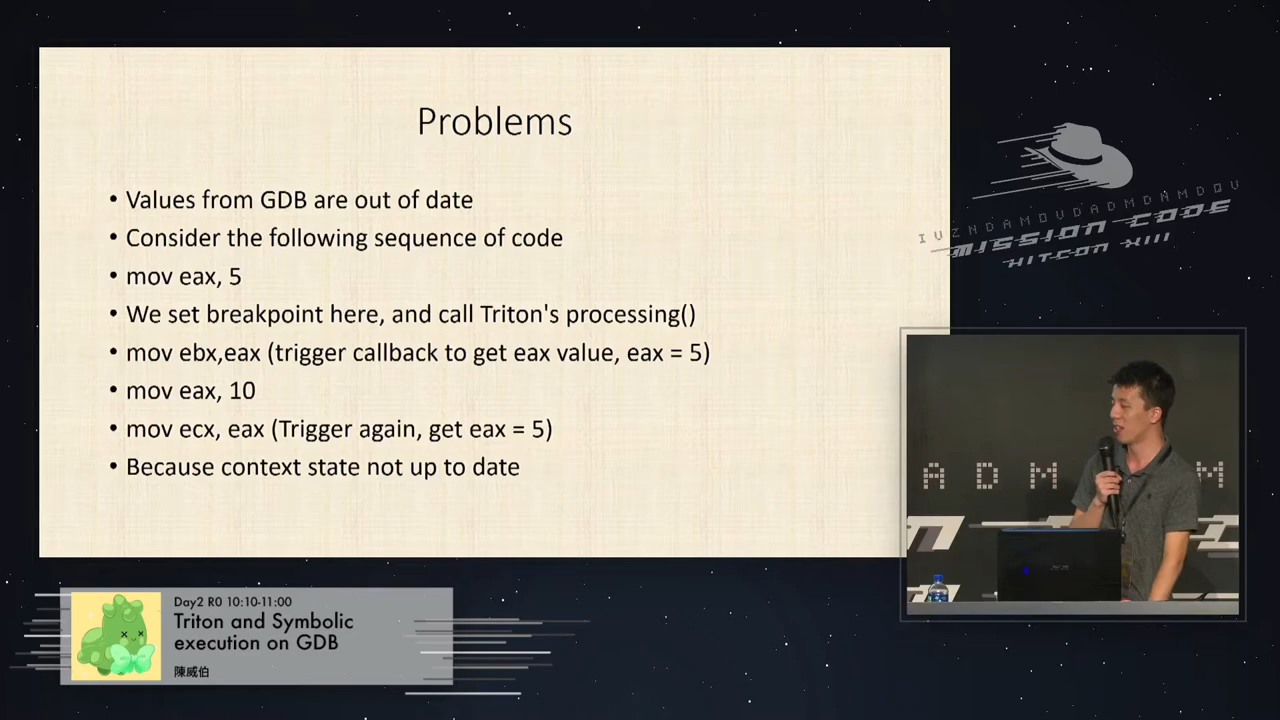 Problems
• Values from GDB are out of date
• Consider the following sequence of code
• mov eax, 5
• We set breakpoint here, and call Triton's processing()
• mov ebx,eax (trigger callback to get eax value, eax = 5)
• mov eax, 10
• mov ecx, eax (Trigger again, get eax = 5)
• Because context state not up to date
IVZNDAMOVDADMDNAMDQV
MISSION CODE
HITCON XIII
A D M
M
Day2 R0 10:10-11:00
Triton and Symbolic
execution on GDB
陳威伯